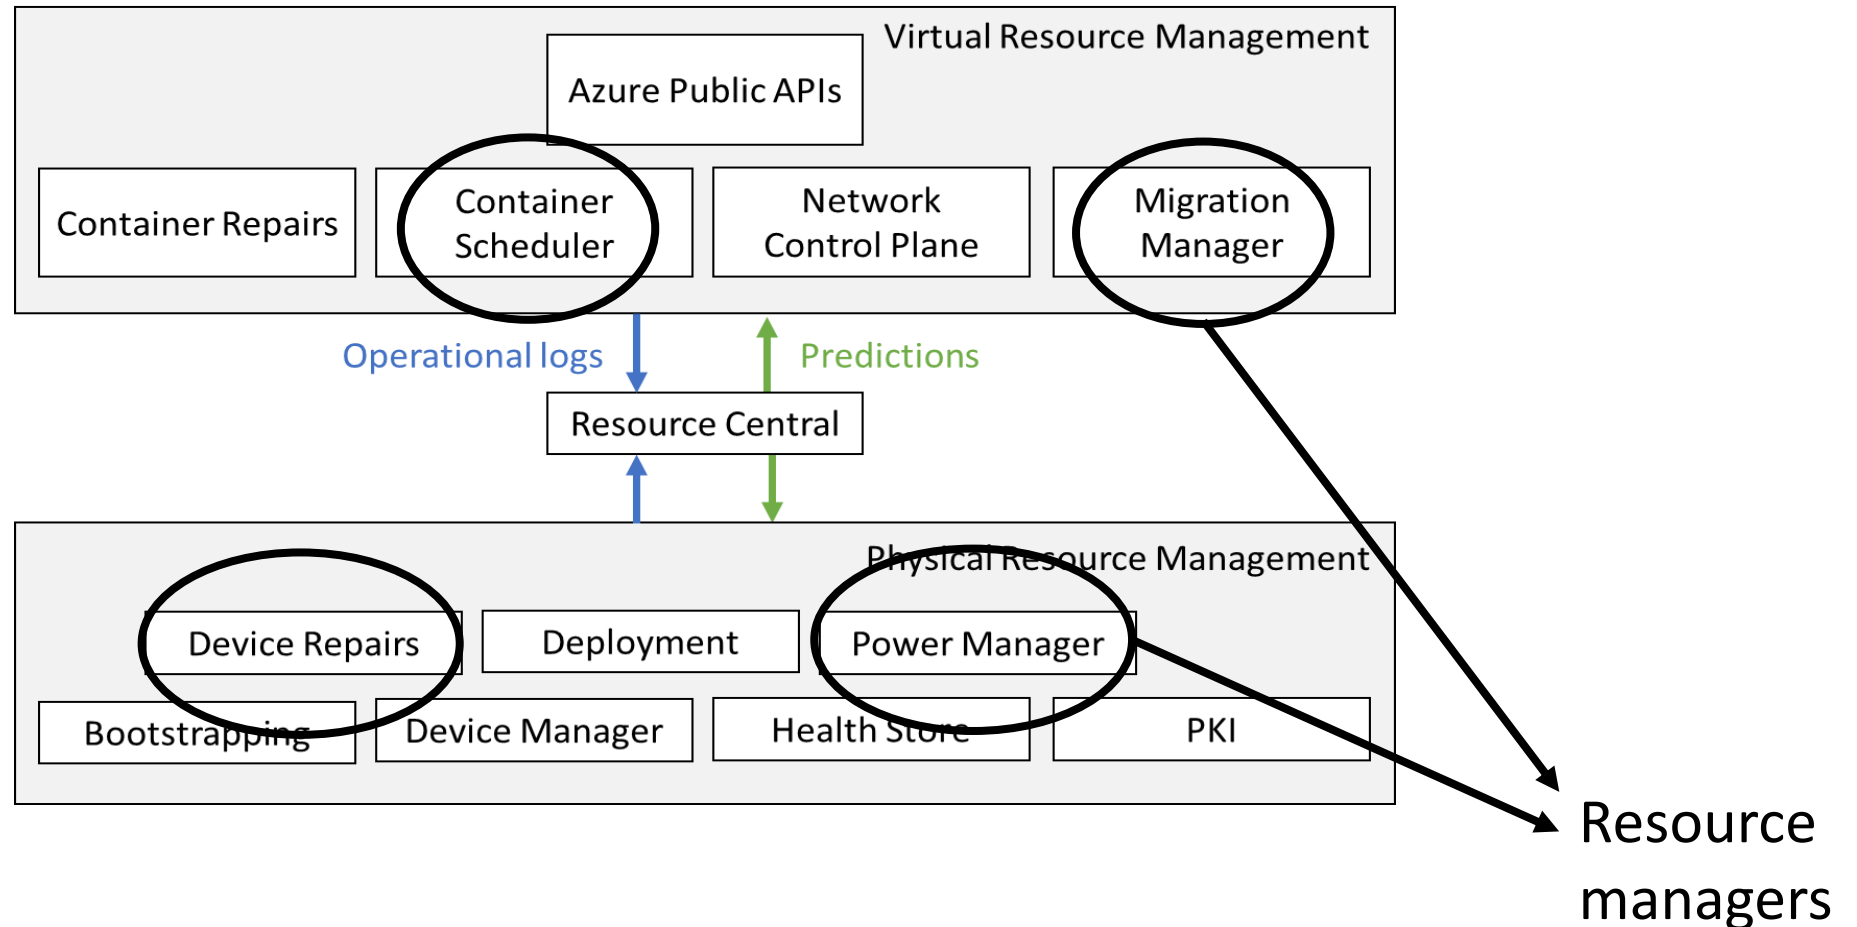 Virtual Resource Management
Azure Public APIs
Container Repairs
Container
Scheduler
Network
Control Plane
Migration
Manager
Operational logs
Predictions
Resource Central
Physical Resource Management
Device Repairs
Deployment
Power Manager
Bootstrapping
Device Manager
Health Store
PKI
Resource
managers